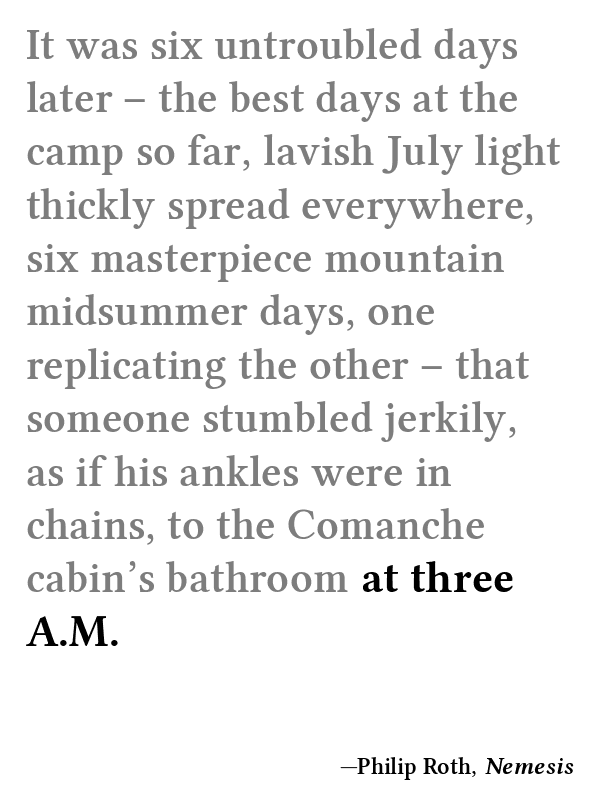 It was six untroubled days
later – the best days at the
camp so far, lavish July light
thickly spread everywhere,
six masterpiece mountain
midsummer days, one
replicating the other – that
someone stumbled jerkily,
as if his ankles were in
chains, to the Comanche
cabin’s bathroom at three
A.M.
—Philip Roth, Nemesis